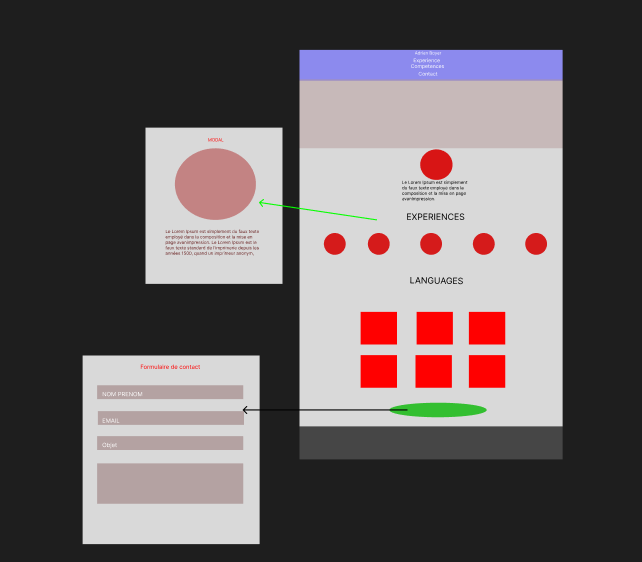 Adrien Boyer
Experience
Competences
Contact
MODAL
Le Lorem Ipsum est simplement du faux texte
employé dans la composition et la mise en
page avantimpression. Le Lorem Ipsum est le
faux texte standard de l'imprimerie depuis les
années 1500, quand un imprimeur anonym,
Le Lorem Ipsum est simplement
du faux texte employé dans la
composition et la mise en page
avantimpression.
EXPERIENCES
LANGUAGES
Formulaire de contact
NOM PRENOM
EMAIL
Objet